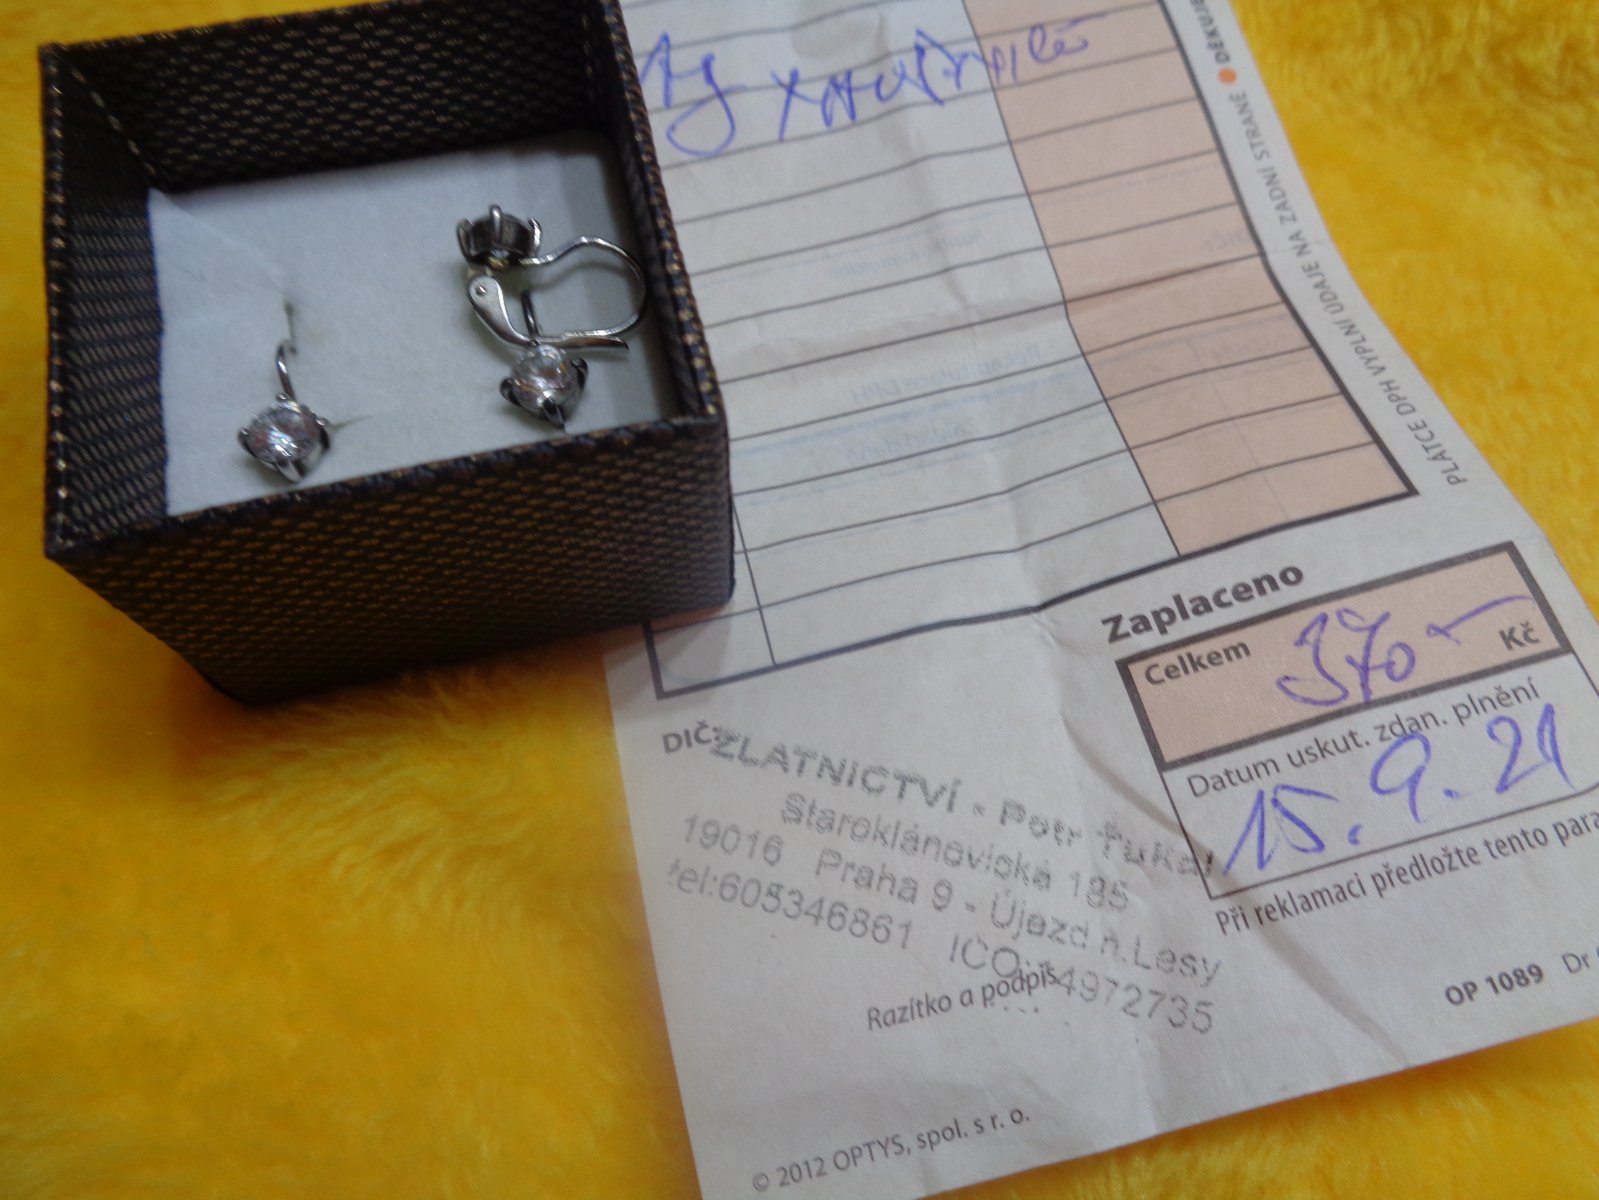 Ag
DĚKUJE
PLÁTCE DPH VYPLNÍ ÚDAJE NA ZADNÍ STRANĚ
Zaplaceno
Celkem 370 Kč
Datum uskut. zdan. plnění
15. 9. 21
Při reklamaci předložte tento para
DIČ
ZLATNICTVÍ - Petr
Staroklánovická 195
19016 Praha 9 - Újezd n.Lesy
tel:605346861 IČO: 4972735
Razítko a podpis
OP 1089
© 2012 OPTYS, spol. s r. o.